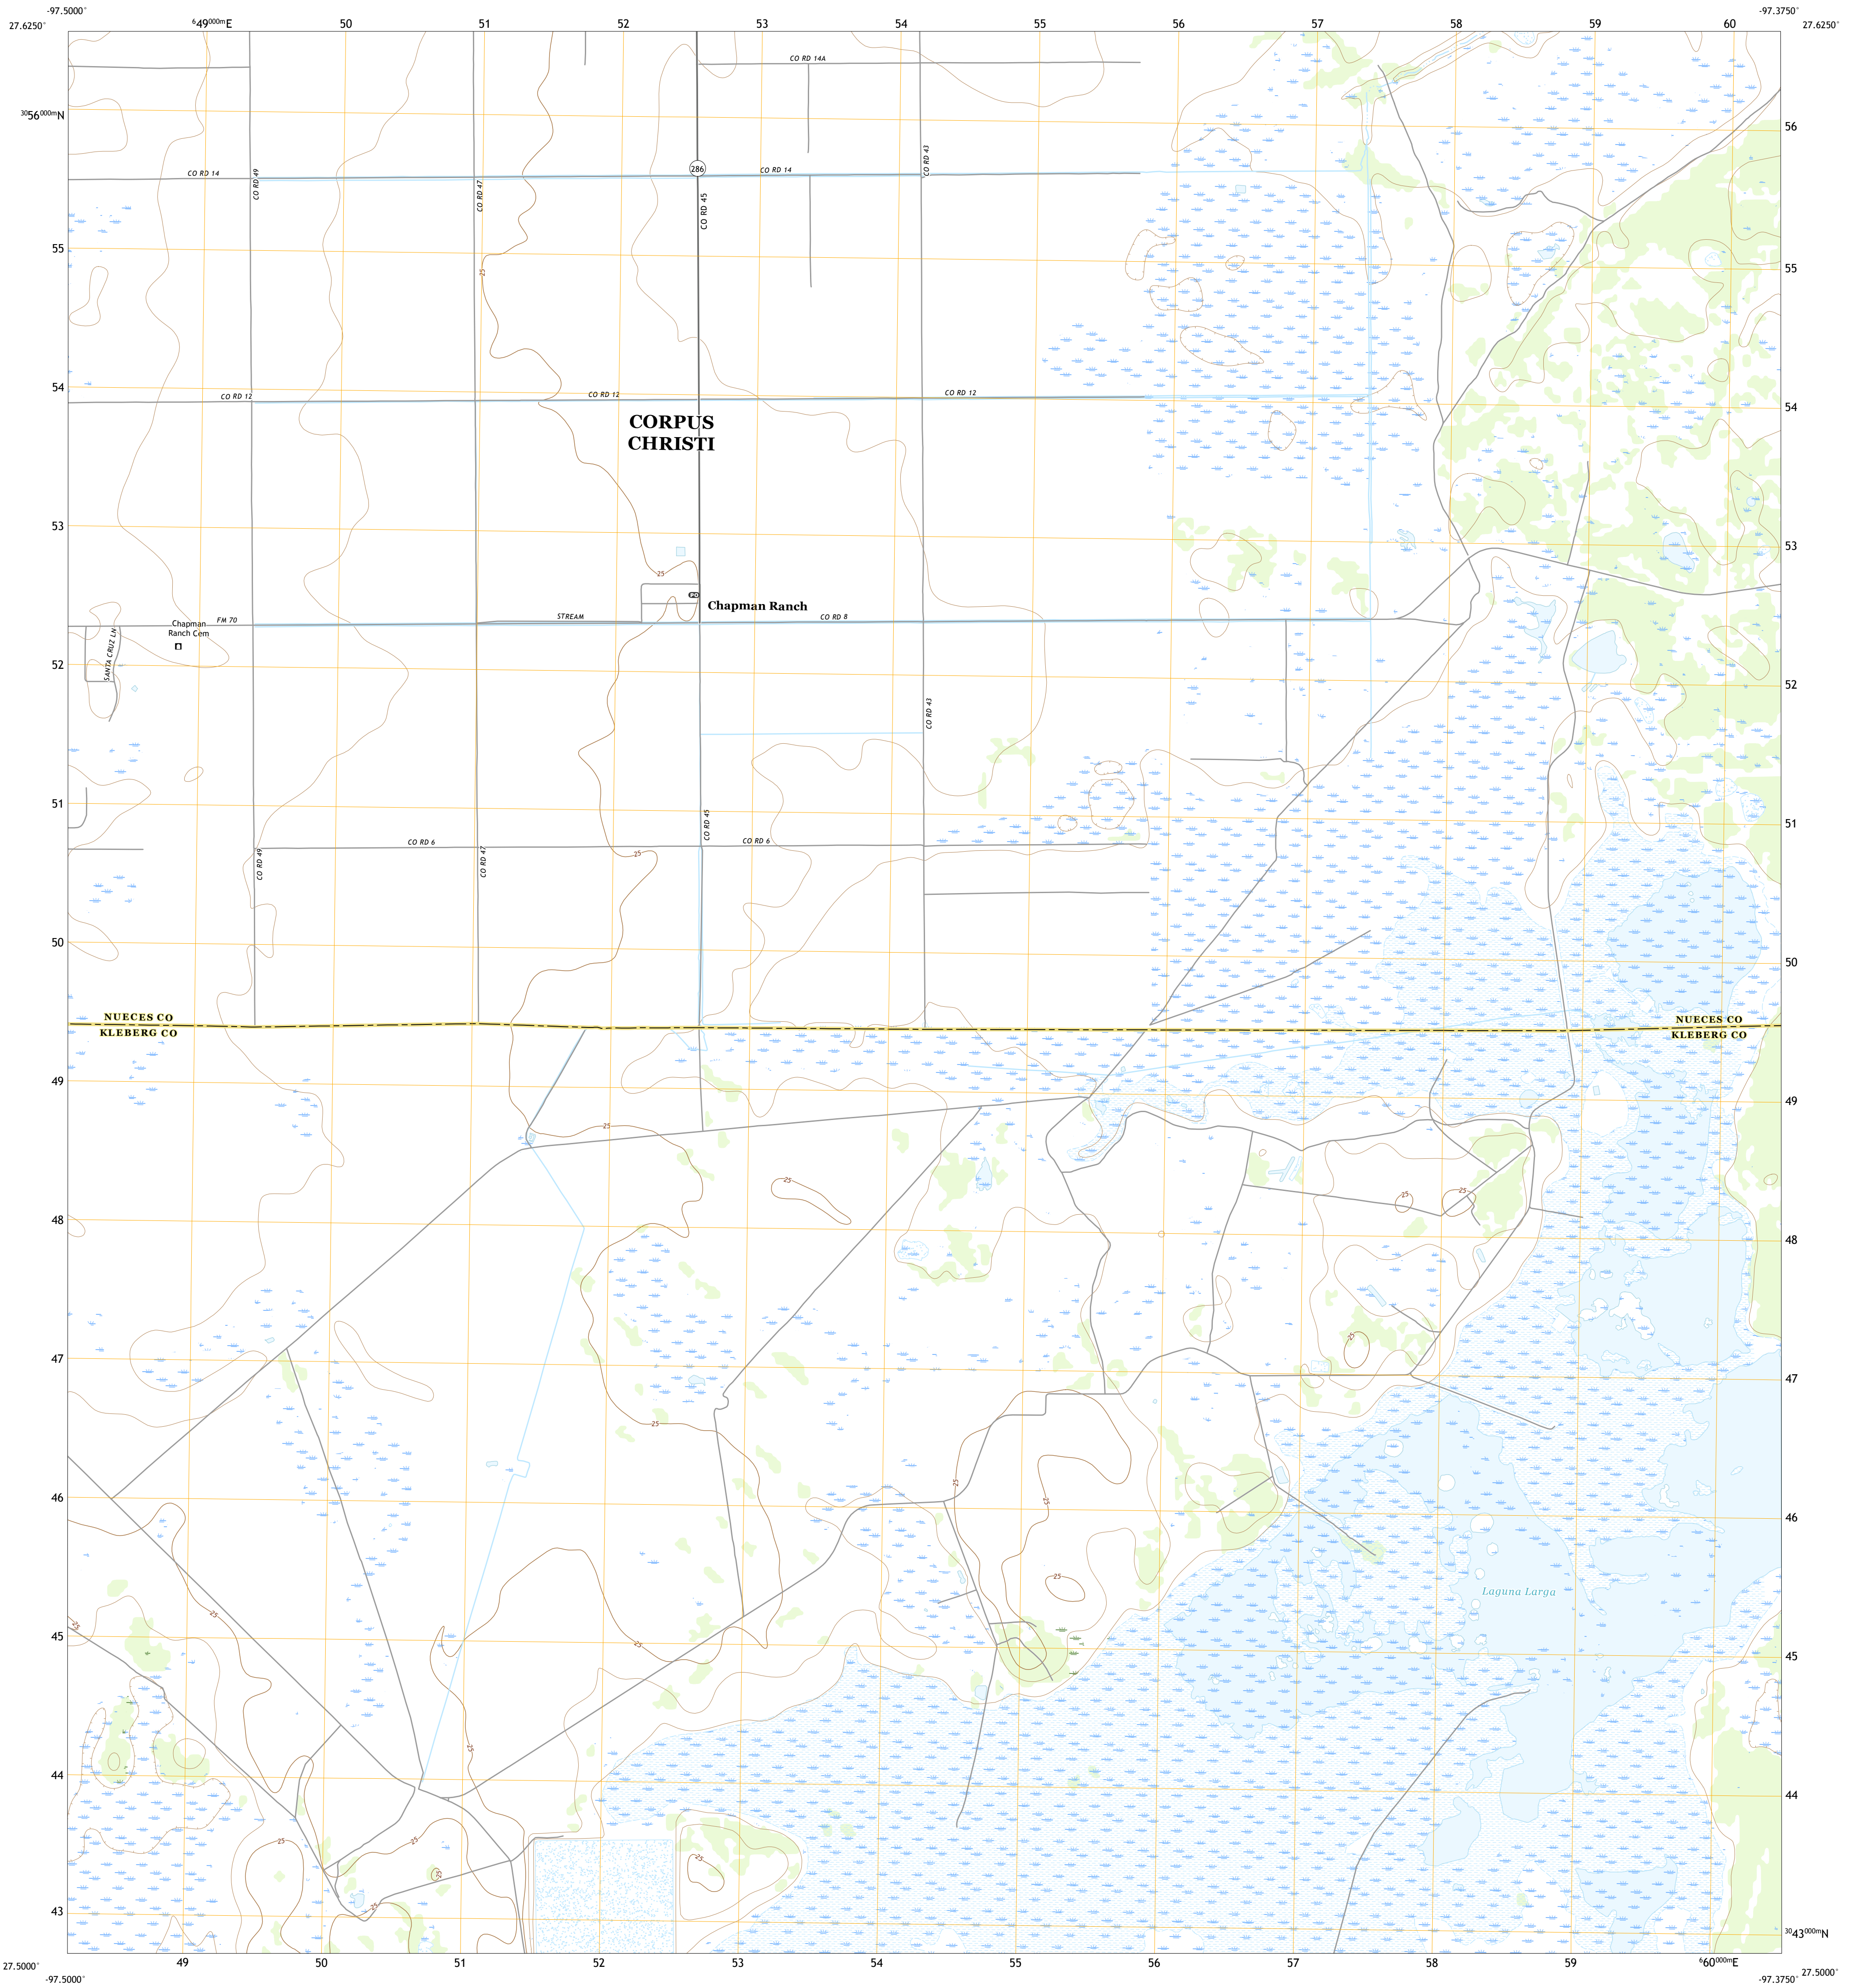 -97.5000°
-97.3750°
27.6250°
⁶49⁰⁰⁰ᵐE
50
51
52
53
54
55
56
57
58
59
60
27.6250°
CO RD 14A
³⁰56⁰⁰⁰ᵐN
56
CO RD 43
286
CO RD 14
CO RD 14
CO RD 49
CO RD 47
CO RD 45
55
55
25
54
54
CO RD 12
CO RD 12
CO RD 12
CORPUS
CHRISTI
53
53
25
Chapman Ranch
FM 70
STREAM
CO RD 8
Chapman
Ranch Cem
SANTA CRUZ LN
52
52
CO RD 43
51
51
CO RD 45
CO RD 6
CO RD 6
25
CO RD 49
CO RD 47
50
50
NUECES CO
KLEBERG CO
NUECES CO
KLEBERG CO
49
49
25
25
25
25
48
48
25
47
47
25
25
25
46
46
25
Laguna Larga
25
25
25
45
45
25
44
44
25
25
25
25
25
43
³⁰43⁰⁰⁰ᵐN
27.5000°
49
50
51
52
53
54
55
56
57
58
59
⁶60⁰⁰⁰ᵐE
27.5000°
-97.5000°
-97.3750°